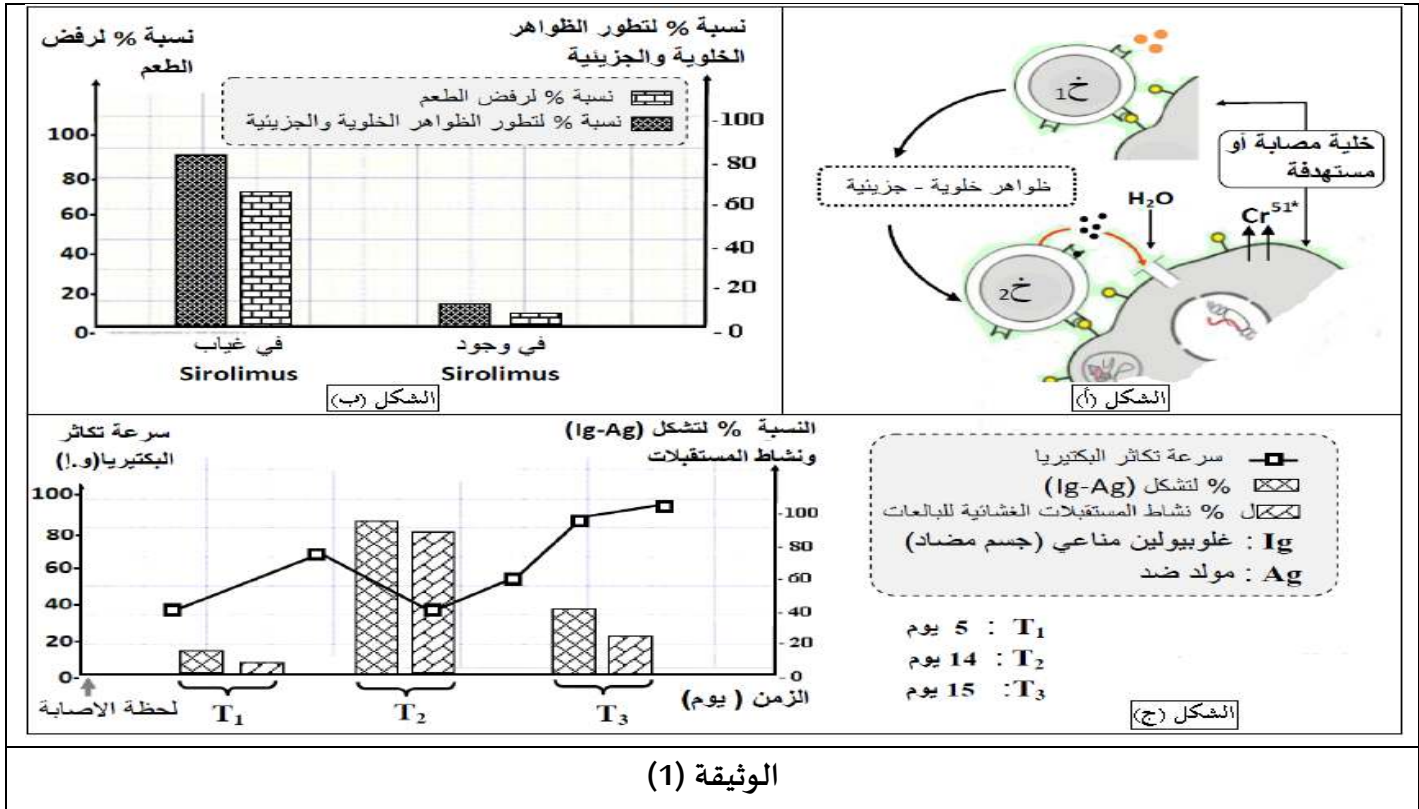 نسبة % لرفض
الطعم
نسبة % لتطور الظواهر
الخلوية والجزيئية
نسبة % لرفض الطعم
نسبة % لتطور الظواهر الخلوية والجزيئية
100
80
60
40
20
0
100
80
60
40
20
0
في غياب
Sirolimus
في وجود
Sirolimus
الشكل (ب)
خ1
ظواهر خلوية - جزيئية
خلية مصابة أو
مستهدفة
H₂O
Cr⁵¹*
خ2
الشكل (أ)
سرعة تكاثر
البكتيريا(و.إ)
النسبة % لتشكل (Ig-Ag)
ونشاط المستقبلات
100
80
60
40
20
0
100
80
60
40
20
0
لحظة الاصابة
T₁
T₂
T₃
الزمن ( يوم)
سرعة تكاثر البكتيريا
% لتشكل (Ig-Ag)
ل % نشاط المستقبلات الغشائية للبالعات
Ig : غلوبيولين مناعي (جسم مضاد)
Ag : مولد ضد
T₁ : 5 يوم
T₂ : 14 يوم
T₃: 15 يوم
الشكل (ج)
الوثيقة (1)